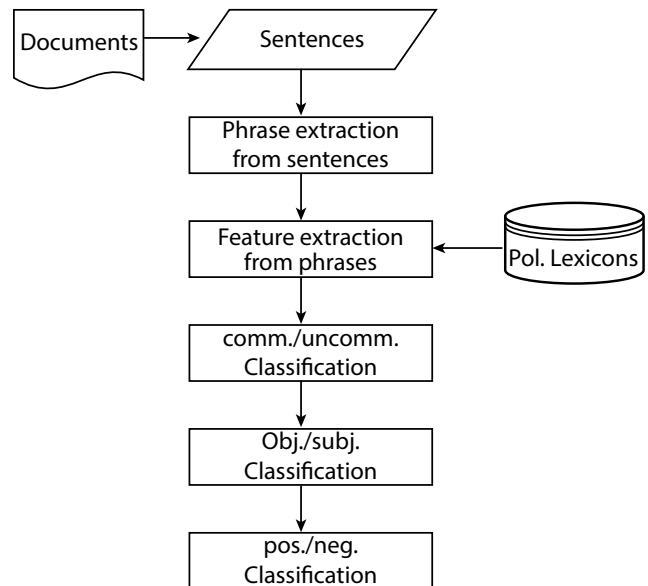 Documents
Sentences
Phrase extraction
from sentences
Feature extraction
from phrases
Pol. Lexicons
comm./uncomm.
Classification
Obj./subj.
Classification
pos./neg.
Classification